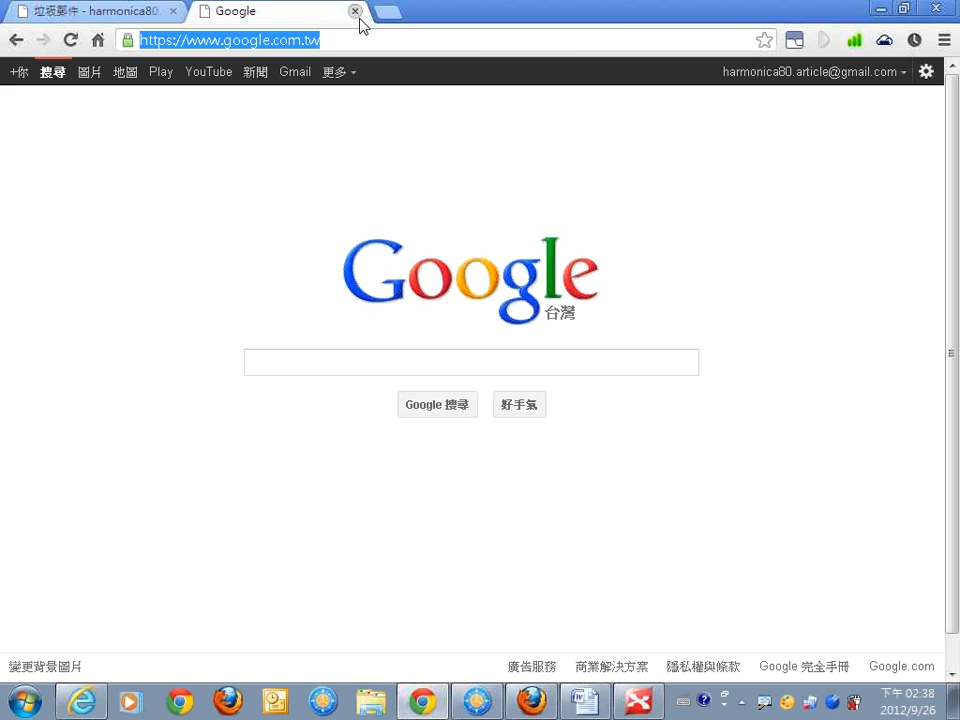 垃圾郵件 - harmonica80.
Google
https://www.google.com.tw
+你 搜尋 圖片 地圖 Play YouTube 新聞 Gmail 更多
harmonica80.article@gmail.com
Google
台灣
Google 搜尋
好手氣
變更背景圖片
廣告服務 商業解決方案 隱私權與條款 Google 完全手冊 Google.com
下午 02:38
2012/9/26